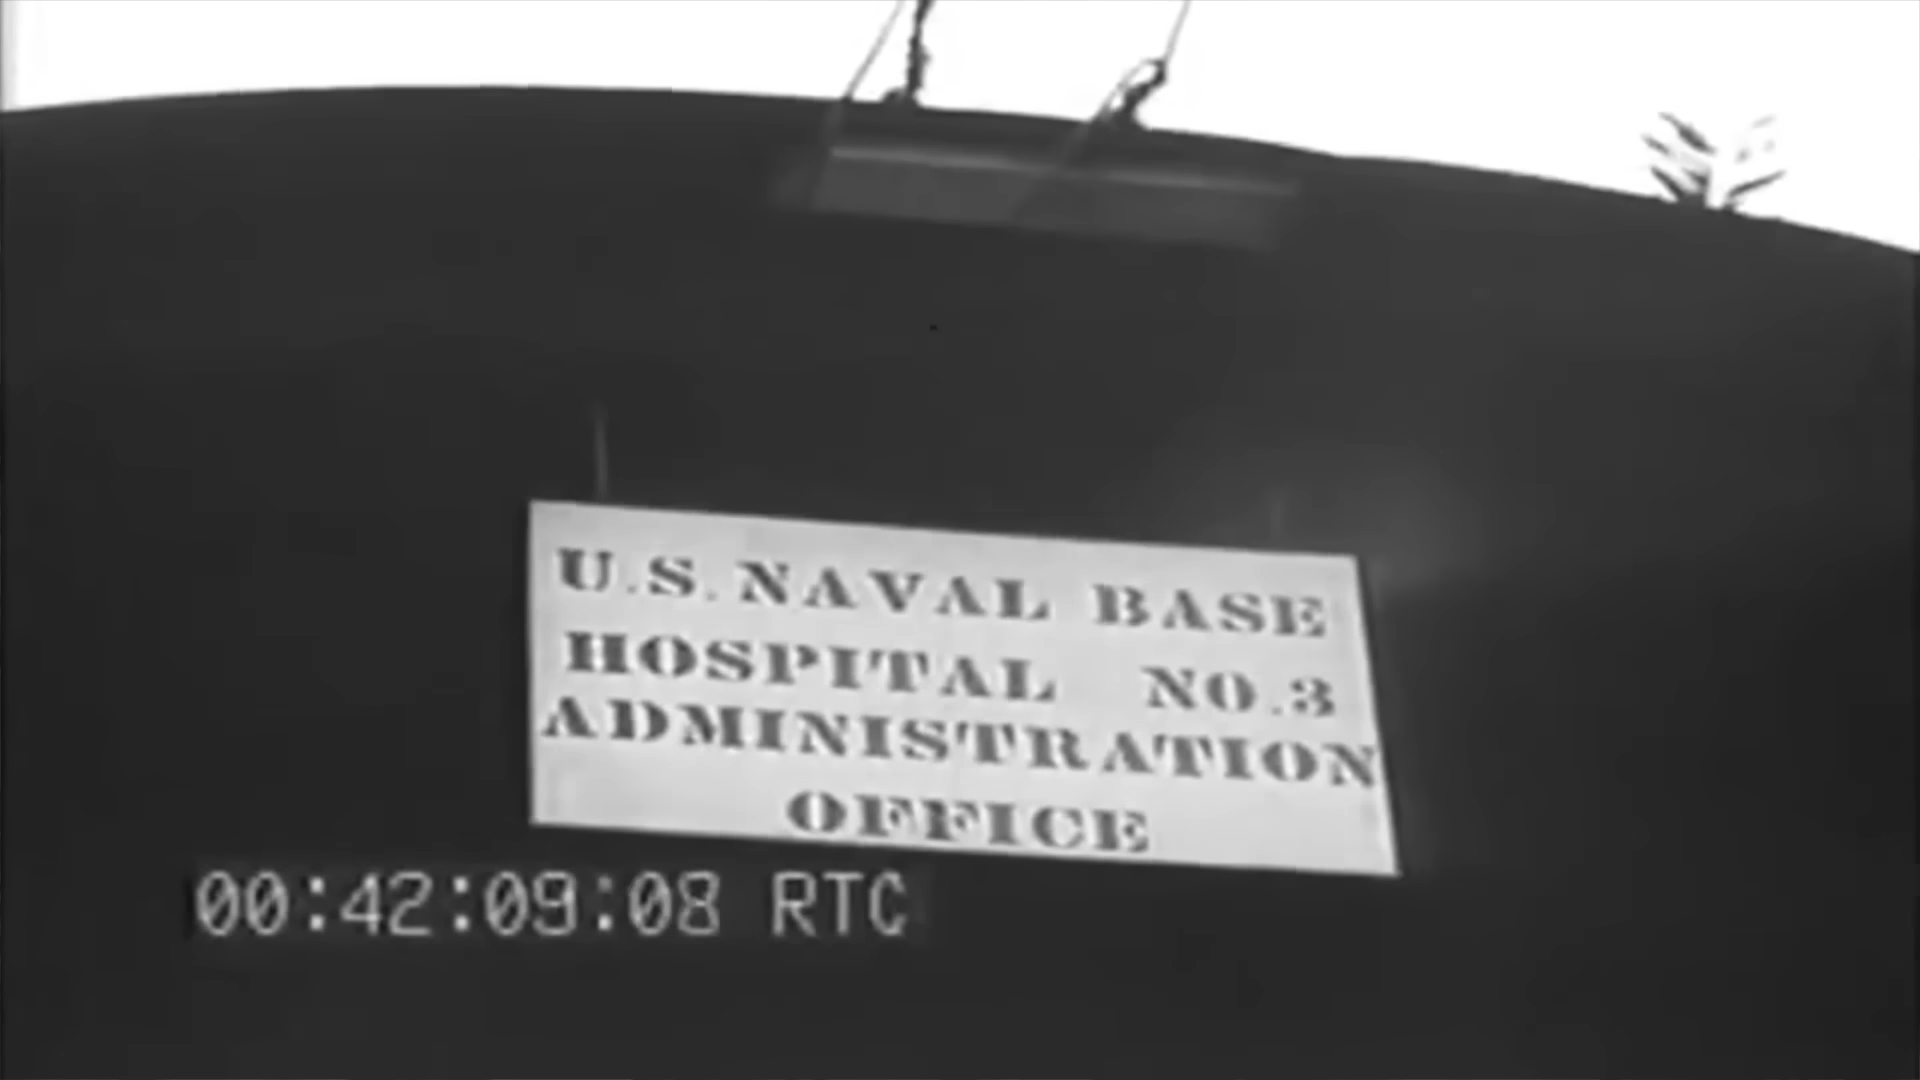 U.S. NAVAL BASE
HOSPITAL NO.3
ADMINISTRATION
OFFICE
00:42:09:08 RTC